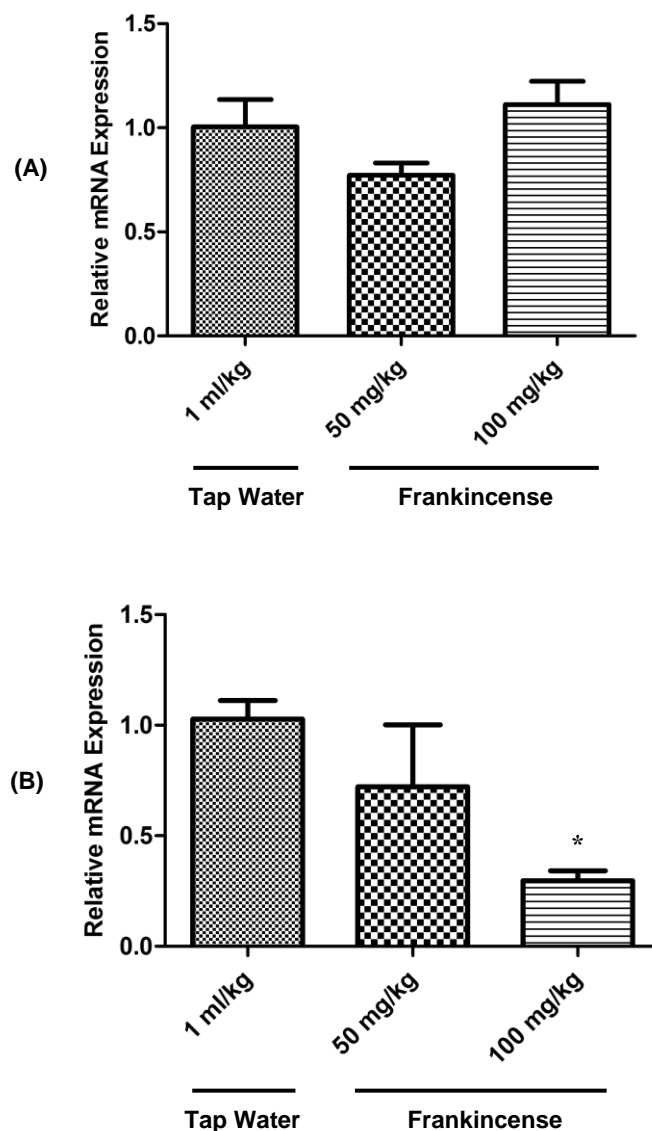 (A)
Relative mRNA Expression
1.5
1.0
0.5
0.0
1 ml/kg
50 mg/kg
100 mg/kg
Tap Water
Frankincense
(B)
Relative mRNA Expression
1.5
1.0
0.5
0.0
*
1 ml/kg
50 mg/kg
100 mg/kg
Tap Water
Frankincense